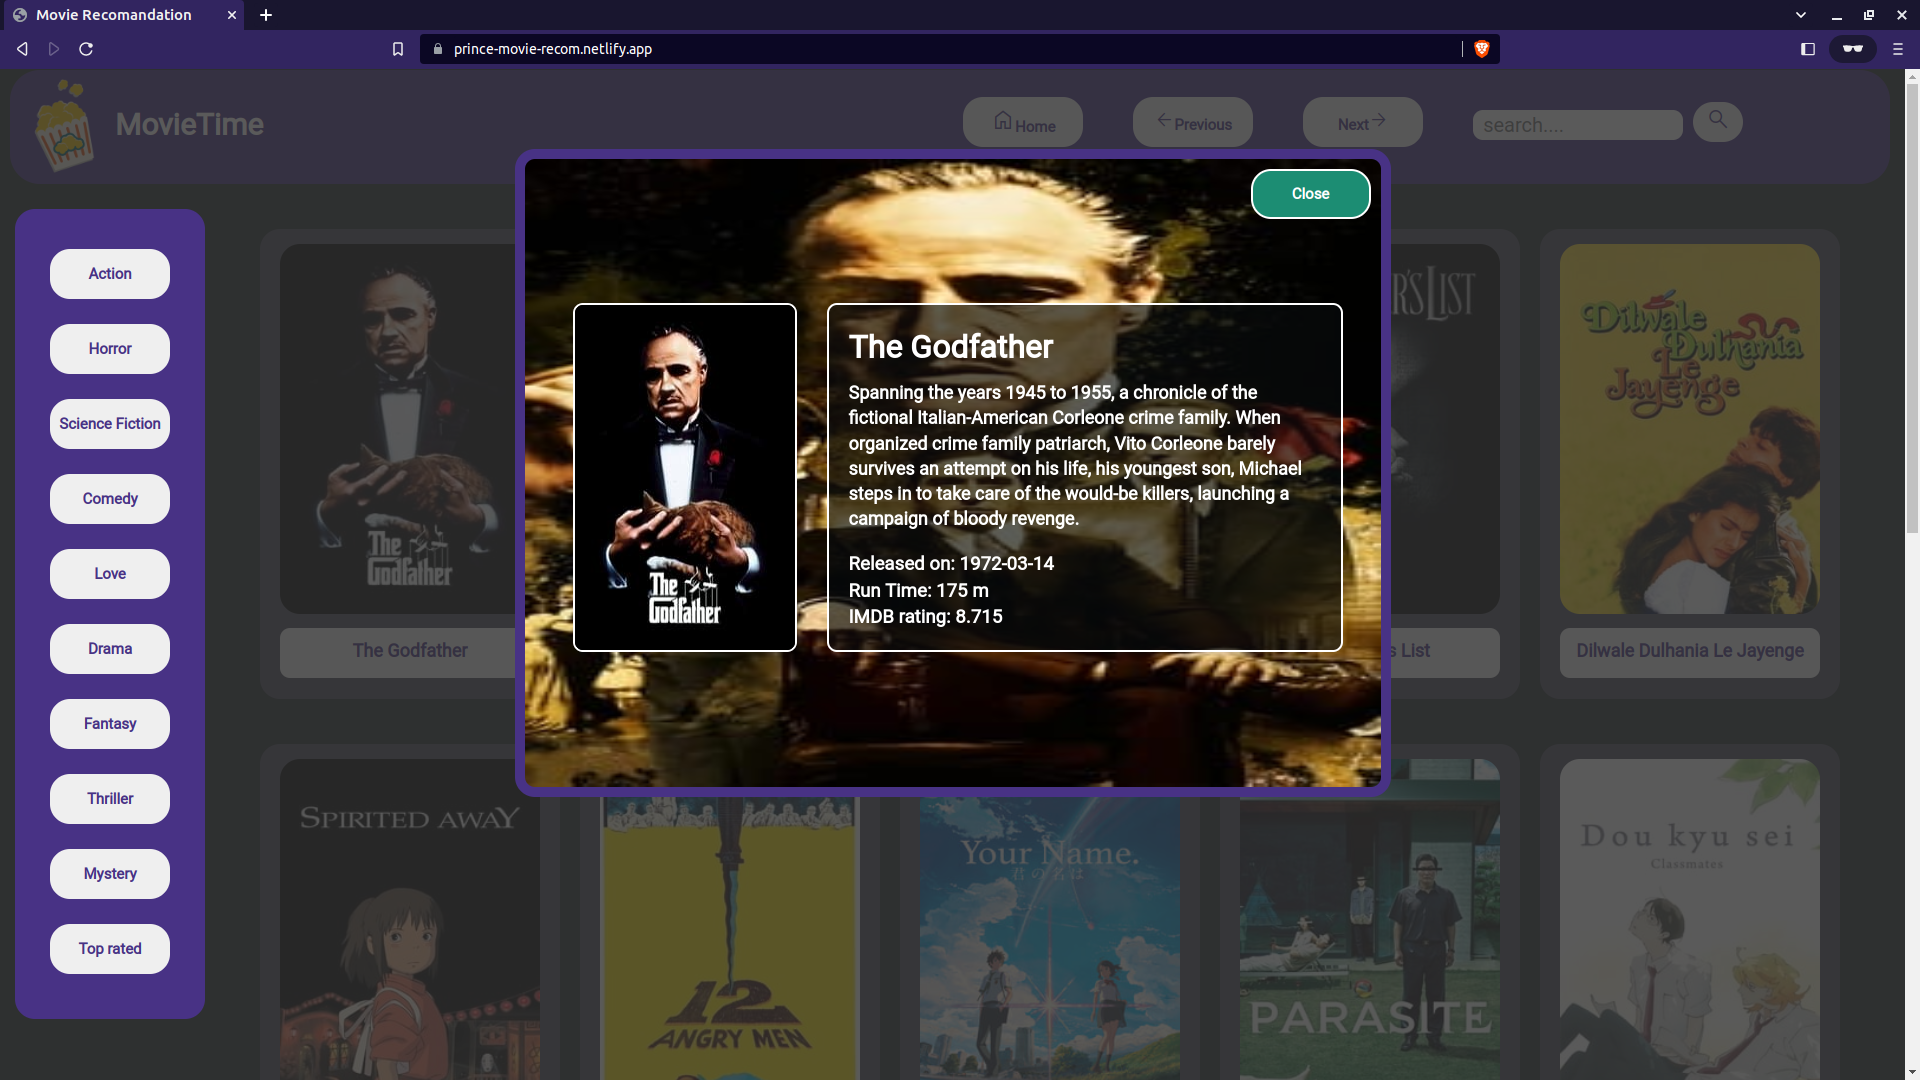 Movie Recomandation
prince-movie-recom.netlify.app
MovieTime
Home
Previous
Next
search....
Close
Action
Horror
Science Fiction
Comedy
Love
Drama
Fantasy
Thriller
Mystery
Top rated
The Godfather
The Godfather
Spanning the years 1945 to 1955, a chronicle of the
fictional Italian-American Corleone crime family. When
organized crime family patriarch, Vito Corleone barely
survives an attempt on his life, his youngest son, Michael
steps in to take care of the would-be killers, launching a
campaign of bloody revenge.
Released on: 1972-03-14
Run Time: 175 m
IMDB rating: 8.715
The
Godfather
The
Godfather
List
Dilwale
Dulhania
Le
Jayenge
The Godfather
List
Dilwale Dulhania Le Jayenge
SPIRITED AWAY
12
ANGRY MEN
Your Name.
君の名は
PARASITE
Dou kyu sei
Classmates